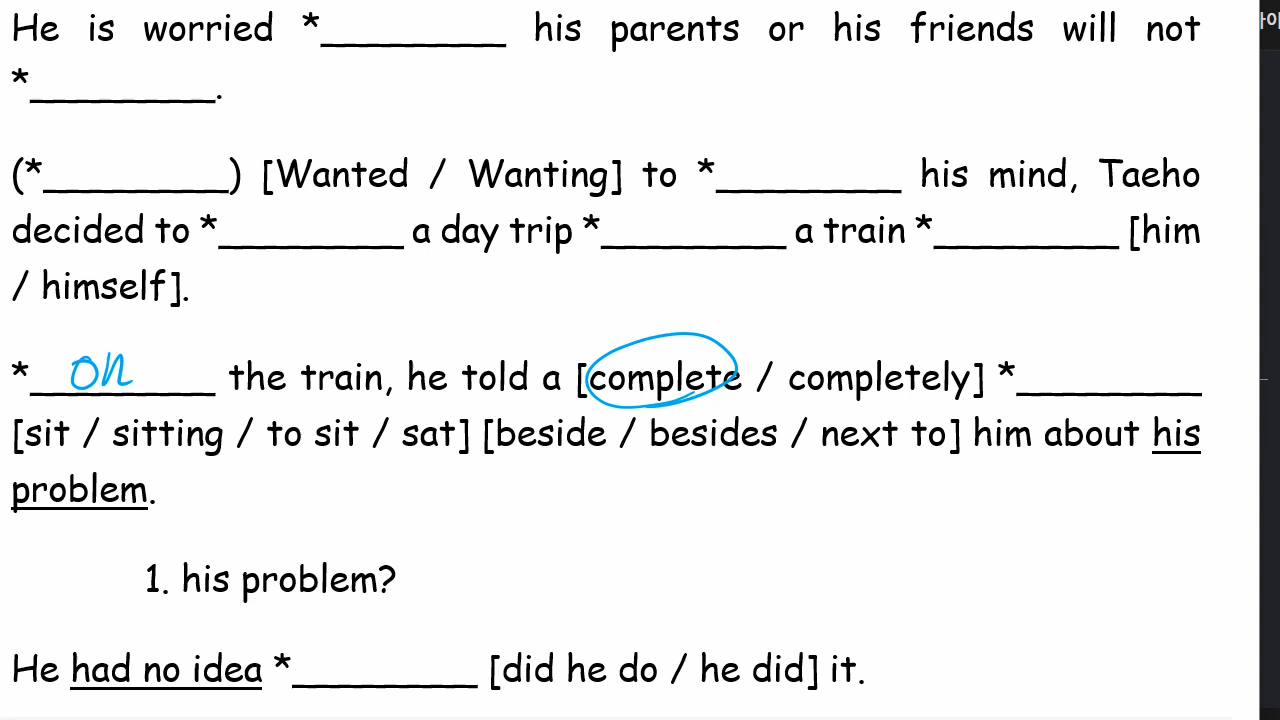 He is worried *________ his parents or his friends will not
*________.
(*________) [Wanted / Wanting] to *________ his mind, Taeho
decided to *________ a day trip *________ a train *________ [him
/ himself].
*on the train, he told a [complete / completely] *________
[sit / sitting / to sit / sat] [beside / besides / next to] him about his
problem.
1. his problem?
He had no idea *________ [did he do / he did] it.